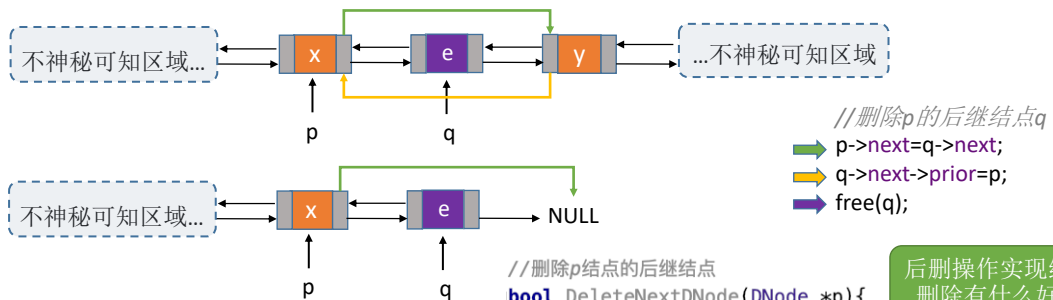 不神秘可知区域...
x
e
y
...不神秘可知区域
p
q
//删除p的后继结点q
p->next=q->next;
q->next->prior=p;
free(q);
不神秘可知区域...
x
e
NULL
p
q
//删除p结点的后继结点
bool DeleteNextDNode(DNode *p){
后删操作实现
删除有什么好